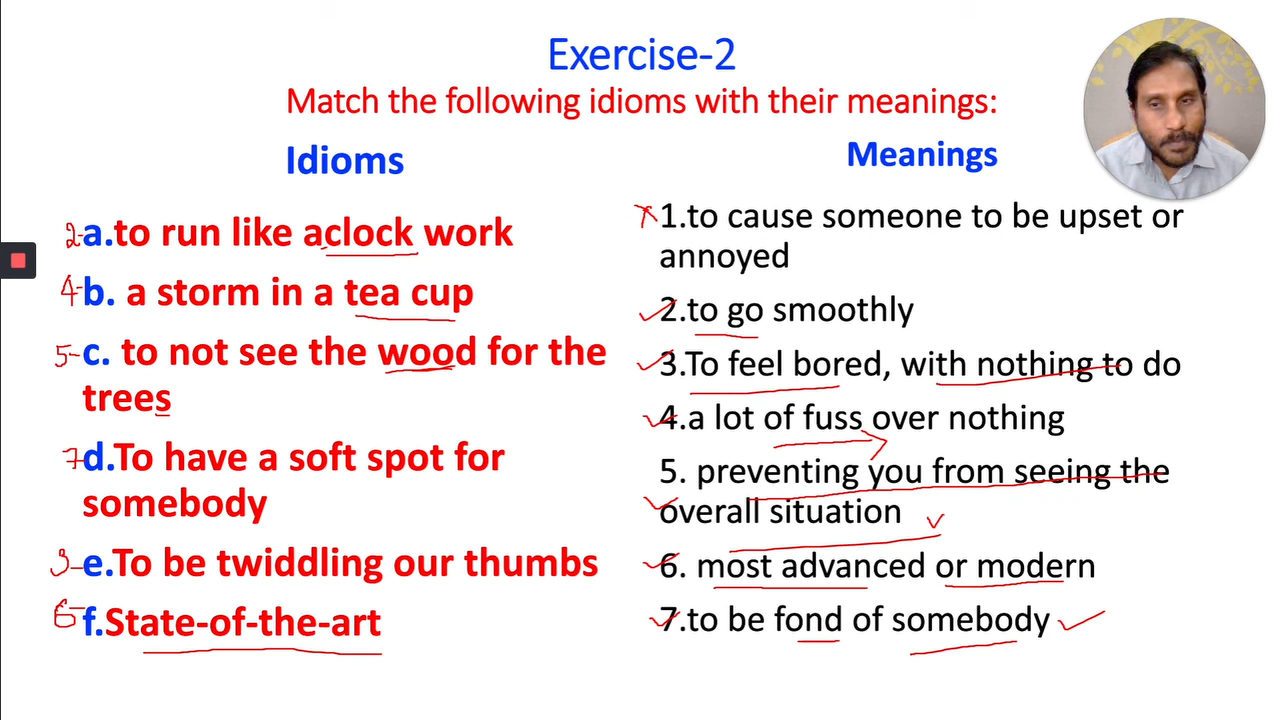 Exercise-2
Match the following idioms with their meanings:
Idioms
2- a.to run like aclock work
4- b. a storm in a tea cup
5- c. to not see the wood for the
trees
7- d.To have a soft spot for
somebody
3- e.To be twiddling our thumbs
6- f.State-of-the-art
Meanings
x 1.to cause someone to be upset or
annoyed
2.to go smoothly
3.To feel bored, with nothing to do
4.a lot of fuss over nothing
5. preventing you from seeing the
overall situation
6. most advanced or modern
7.to be fond of somebody